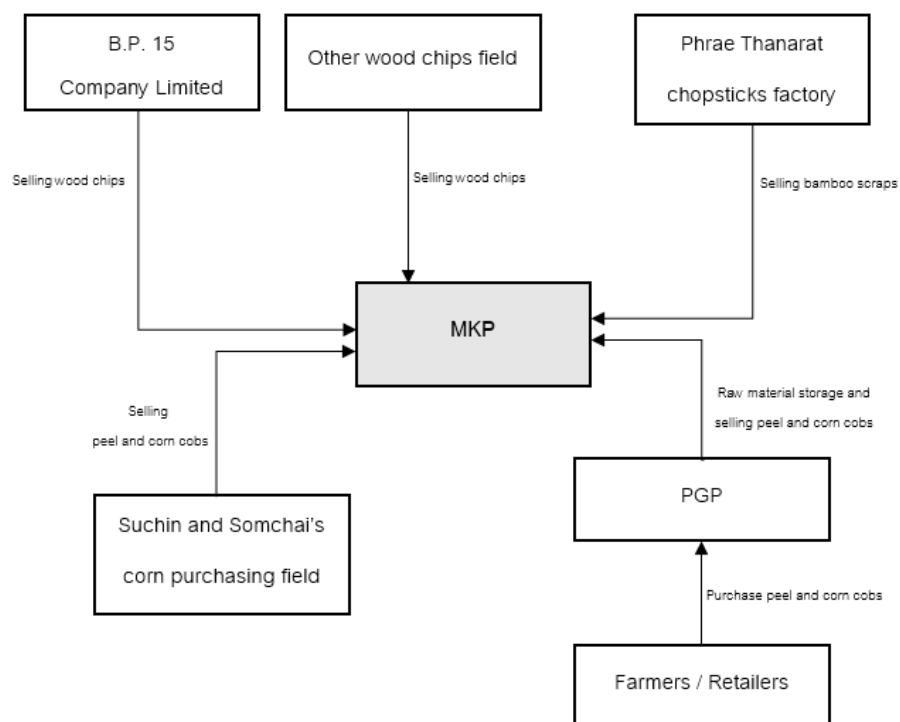 B.P. 15
Company Limited
Other wood chips field
Phrae Thanarat
chopsticks factory
Selling wood chips
Selling wood chips
Selling bamboo scraps
MKP
Selling
peel and corn cobs
Raw material storage and
selling peel and corn cobs
Suchin and Somchai's
corn purchasing field
PGP
Purchase peel and corn cobs
Farmers / Retailers